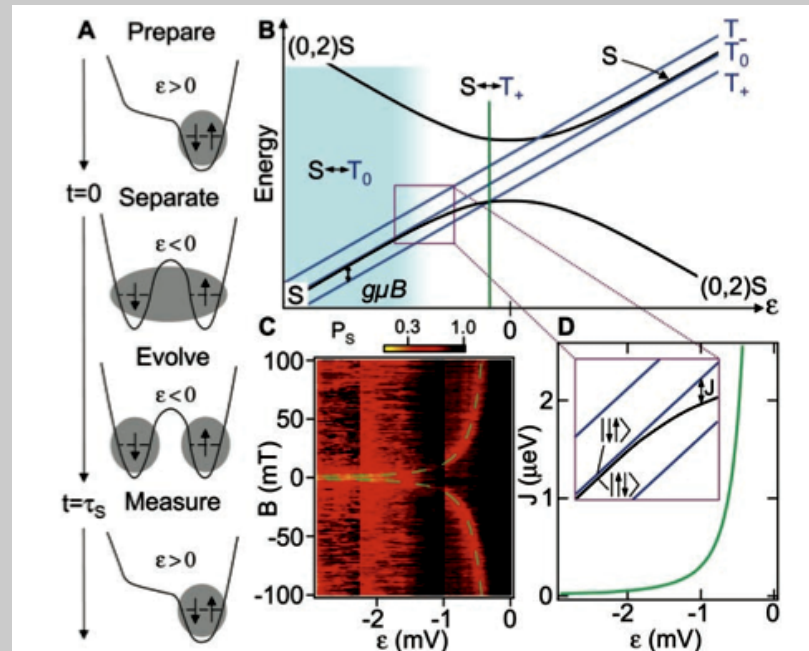 A
Prepare
ε>0
t=0
Separate
ε<0
Evolve
ε<0
t=τS
Measure
ε>0
B
(0,2)S
S
T-
T0
T+
S↔T+
S↔T0
Energy
gμB
S
(0,2)S
ε
0
C
PS
0.3
1.0
100
50
0
-50
-100
B (mT)
-2
-1
0
ε (mV)
D
J
|↓↑⟩
|↑↓⟩
2
1
0
J (μeV)
-2
-1
0
ε (mV)